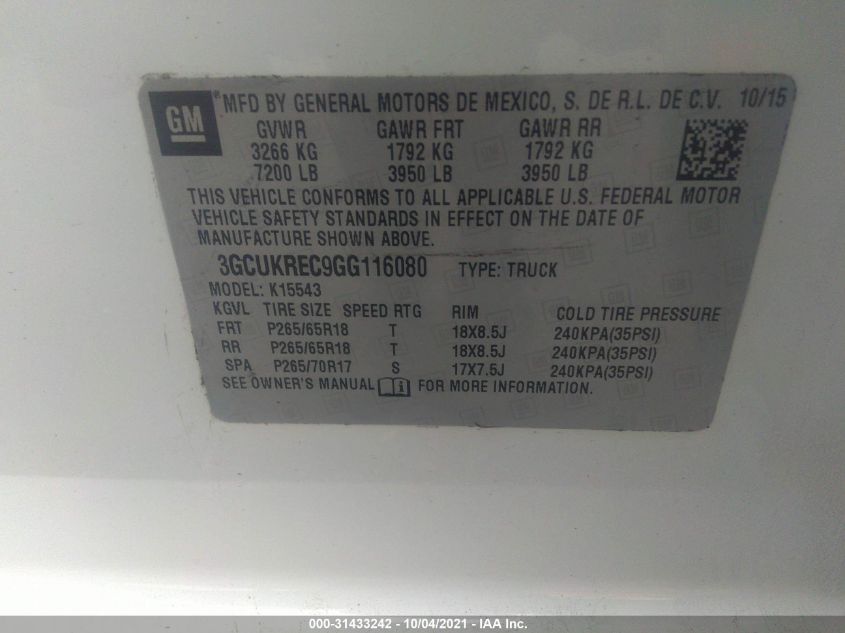 GM ® MFD BY GENERAL MOTORS DE MEXICO, S. DE R.L. DE C.V. 10/15
GVWR GAWR FRT GAWR RR
3266 KG 1792 KG 1792 KG
7200 LB 3950 LB 3950 LB
THIS VEHICLE CONFORMS TO ALL APPLICABLE U.S. FEDERAL MOTOR
VEHICLE SAFETY STANDARDS IN EFFECT ON THE DATE OF
MANUFACTURE SHOWN ABOVE.
3GCUKREC9GG116080 TYPE: TRUCK
MODEL: K15543
KGVL TIRE SIZE SPEED RTG RIM COLD TIRE PRESSURE
FRT P265/65R18 T 18X8.5J 240KPA(35PSI)
RR P265/65R18 T 18X8.5J 240KPA(35PSI)
SPA P265/70R17 S 17X7.5J 240KPA(35PSI)
SEE OWNER'S MANUAL FOR MORE INFORMATION.
000-31433242 - 10/04/2021 - IAA Inc.